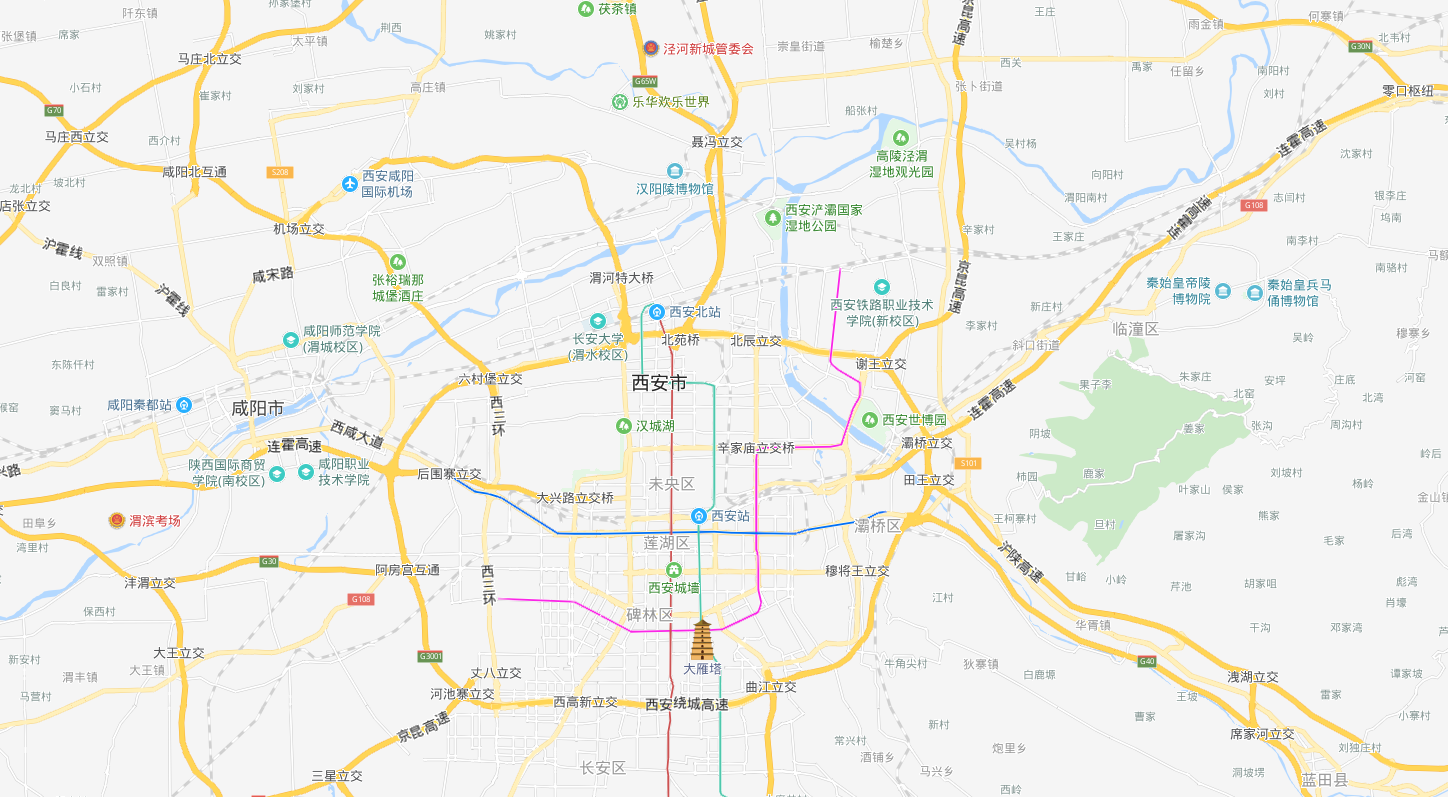 阡东镇
孙家堡村
茯茶镇
京昆高速
王庄
雨金镇
何寨镇
张堡镇
席家
荆西
太平镇
姚家村
泾河新城管委会
崇皇街道
榆楚乡
G30N
北韦村
马庄北立交
西关
禹家
任留乡
南阳村
小石村
崔家村
刘家村
高庄镇
G65W
乐华欢乐世界
张卜街道
刘村
零口枢纽
G70
船张村
马庄西立交
西介村
聂冯立交
吴村杨
连霍高速
沈家村
高陵泾渭
湿地观光园
咸阳北互通
S208
西安咸阳
国际机场
汉阳陵博物馆
向阳村
龙北村
坡北村
渭阳南村
志闫村
银李庄
店张立交
G108
西安浐灞国家
湿地公园
坞南
机场立交
辛家村
王家庄
连霍高速
南李村
沪霍线
双照镇
咸宋路
张裕瑞那
城堡酒庄
渭河特大桥
京昆高速
南骆村
白良村
雷家村
沪霍线
秦始皇帝陵
博物院
秦始皇兵马
俑博物馆
西安铁路职业技术
学院(新校区)
新庄村
西安北站
李家村
临潼区
咸阳师范学院
(渭城校区)
长安大学
(渭水校区)
北苑桥
北辰立交
斜口街道
吴岭
穆寨乡
东陈仟村
谢王立交
六村堡立交
西安市
果子李
朱家庄
安坪
庄底
河窑
北窑
北湾
窑马村
咸阳秦都站
咸阳市
西三环
连霍高速
汉城湖
西安世博园
张沟
周沟村
西咸大道
连霍高速
辛家庙立交桥
灞桥立交
阴坡
姜家
陕西国际商贸
学院(南校区)
咸阳职业
技术学院
后围寨立交
S101
岭后
柿园
鹿家
刘坡村
杨岭
未央区
田王立交
叶家山
侯家
大兴路立交桥
金山
渭滨考场
田阜乡
西安站
灞桥区
王柯寨村
旦村
熊家
屠家沟
毛家
后湾
湾里村
莲湖区
沪陕高速
G30
沣渭立交
阿房宫互通
西三环
西安城墙
穆将王立交
甘峪
小岭
芹池
胡家咀
彪湾
G108
保西村
碑林区
江村
肖壕
华胥镇
干沟
邓家湾
新安村
大王立交
G3001
大雁塔
牛角尖村
狄寨镇
G40
渭丰镇
大王镇
丈八立交
曲江立交
白鹿塬
洩湖立交
谭家坡
马营村
河池寨立交
西高新立交
西安绕城高速
王坡
雷家
曹家
小寨村
京昆高速
新村
常兴村
炮里乡
席家河立交
刘独庄村
酒铺乡
三星立交
长安区
马兴乡
洞坡塄
蓝田县
西岭